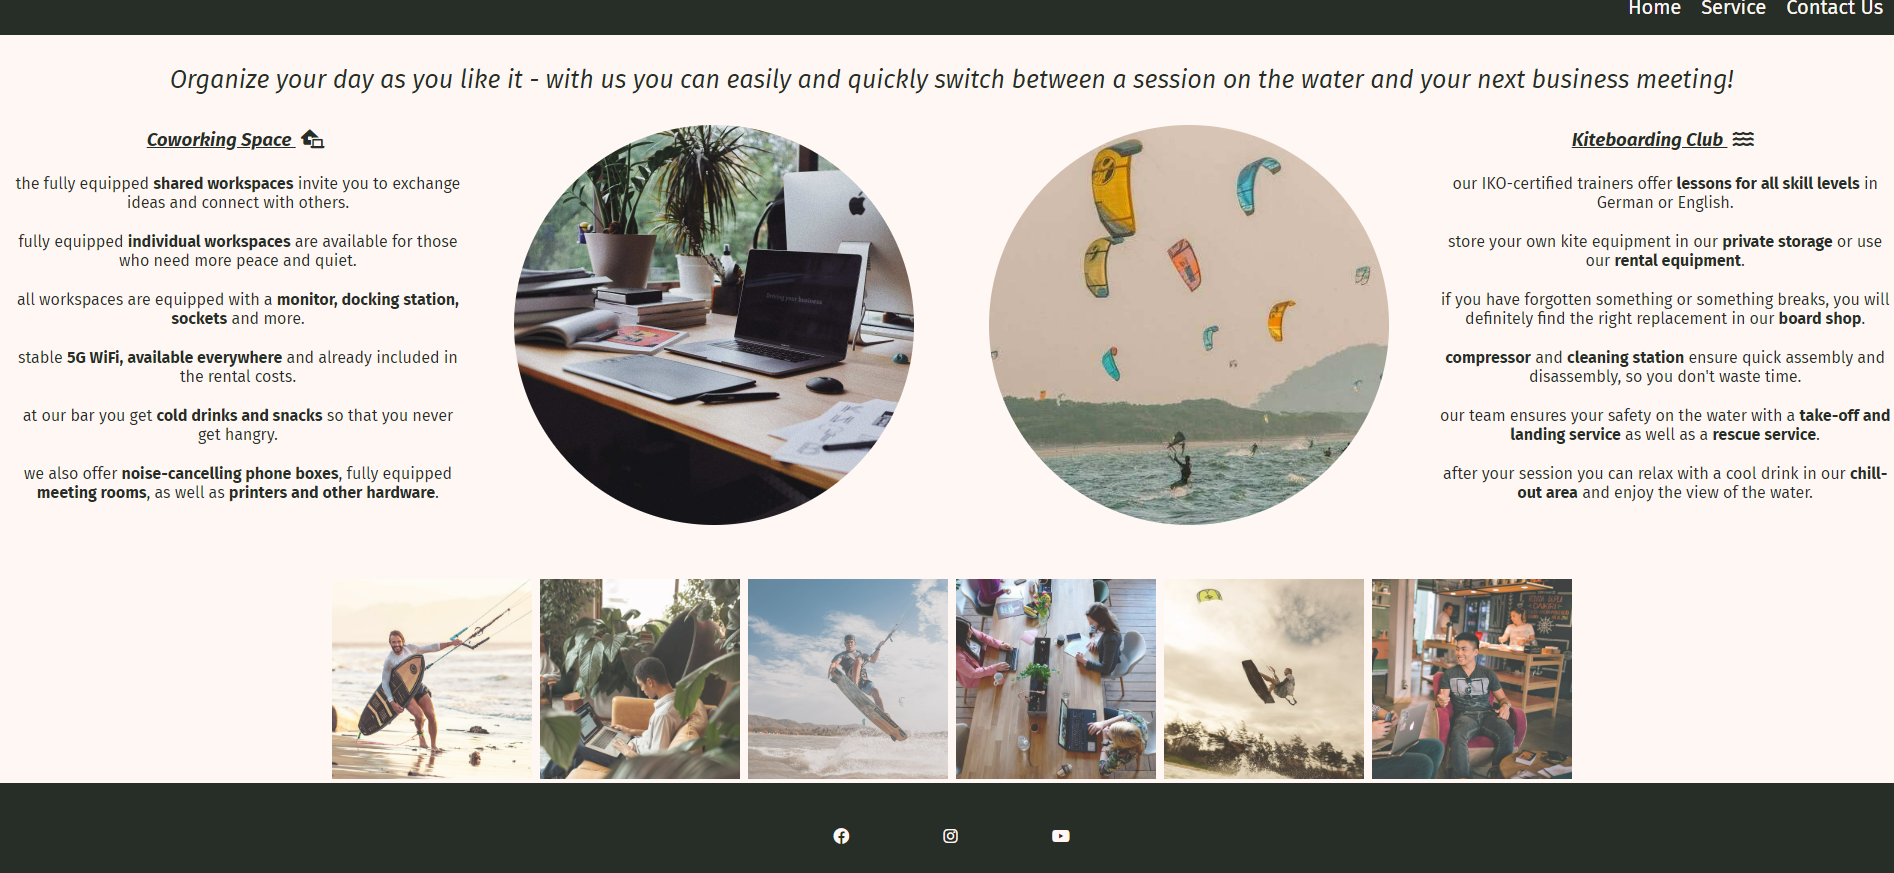 Home Service Contact Us
Organize your day as you like it - with us you can easily and quickly switch between a session on the water and your next business meeting!
Coworking Space
the fully equipped shared workspaces invite you to exchange
ideas and connect with others.
fully equipped individual workspaces are available for those
who need more peace and quiet.
all workspaces are equipped with a monitor, docking station,
sockets and more.
stable 5G WiFi, available everywhere and already included in
the rental costs.
at our bar you get cold drinks and snacks so that you never
get hangry.
we also offer noise-cancelling phone boxes, fully equipped
meeting rooms, as well as printers and other hardware.
Driving your business
Kiteboarding Club
our IKO-certified trainers offer lessons for all skill levels in
German or English.
store your own kite equipment in our private storage or use
our rental equipment.
if you have forgotten something or something breaks, you will
definitely find the right replacement in our board shop.
compressor and cleaning station ensure quick assembly and
disassembly, so you don't waste time.
our team ensures your safety on the water with a take-off and
landing service as well as a rescue service.
after your session you can relax with a cool drink in our chill-
out area and enjoy the view of the water.